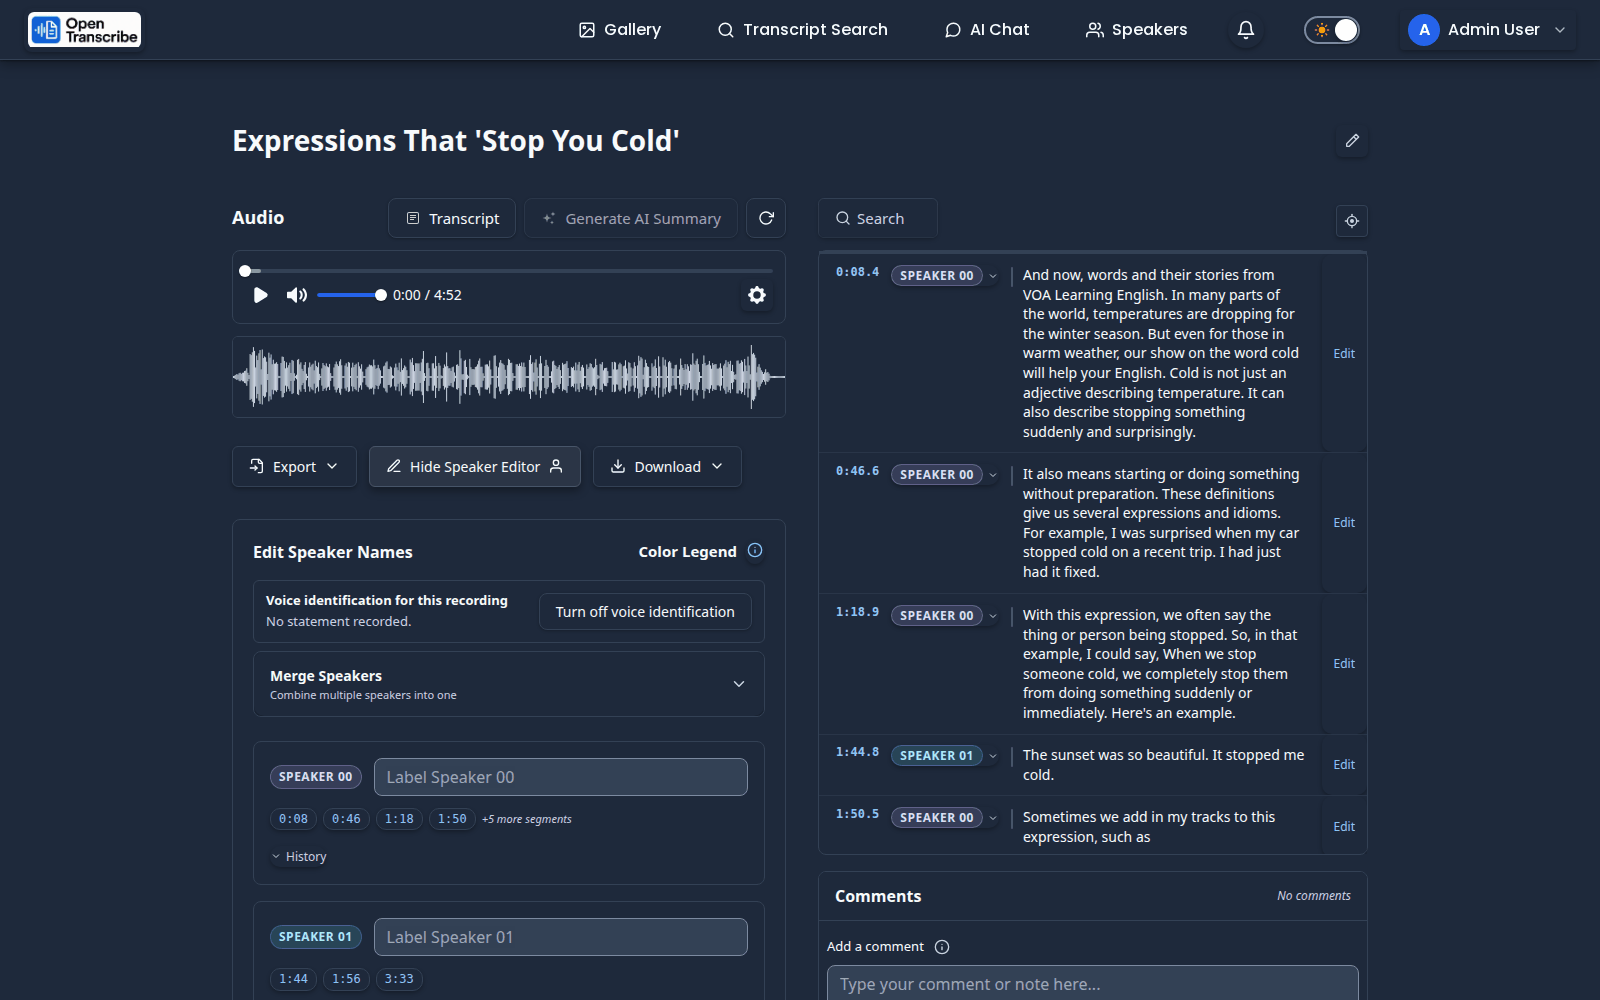 Open
Transcribe
Gallery
Transcript Search
AI Chat
Speakers
A
Admin User
Expressions That 'Stop You Cold'
Audio
Transcript
Generate AI Summary
0:00 / 4:52
Export
Hide Speaker Editor
Download
Edit Speaker Names
Color Legend
Voice identification for this recording
No statement recorded.
Turn off voice identification
Merge Speakers
Combine multiple speakers into one
SPEAKER 00
Label Speaker 00
0:08
0:46
1:18
1:50
+5 more segments
History
SPEAKER 01
Label Speaker 01
1:44
1:56
3:33
Search
0:08.4
SPEAKER 00
And now, words and their stories from
VOA Learning English. In many parts of
the world, temperatures are dropping for
the winter season. But even for those in
warm weather, our show on the word cold
will help your English. Cold is not just an
adjective describing temperature. It can
also describe stopping something
suddenly and surprisingly.
Edit
0:46.6
SPEAKER 00
It also means starting or doing something
without preparation. These definitions
give us several expressions and idioms.
For example, I was surprised when my car
stopped cold on a recent trip. I had just
had it fixed.
Edit
1:18.9
SPEAKER 00
With this expression, we often say the
thing or person being stopped. So, in that
example, I could say, When we stop
someone cold, we completely stop them
from doing something suddenly or
immediately. Here's an example.
Edit
1:44.8
SPEAKER 01
The sunset was so beautiful. It stopped me
cold.
Edit
1:50.5
SPEAKER 00
Sometimes we add in my tracks to this
expression, such as
Edit
Comments
No comments
Add a comment
Type your comment or note here...